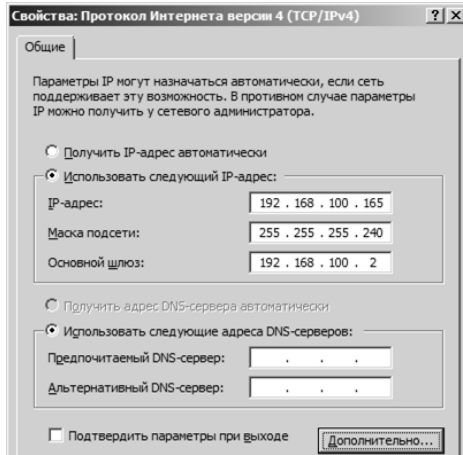 Свойства: Протокол Интернета версии 4 (TCP/IPv4)
Общие
Параметры IP могут назначаться автоматически, если сеть
поддерживает эту возможность. В противном случае параметры
IP можно получить у сетевого администратора.
Получить IP-адрес автоматически
Использовать следующий IP-адрес:
IP-адрес: 192 . 168 . 100 . 165
Маска подсети: 255 . 255 . 255 . 240
Основной шлюз: 192 . 168 . 100 . 2
Получить адрес DNS-сервера автоматически
Использовать следующие адреса DNS-серверов:
Предпочитаемый DNS-сервер: . . .
Альтернативный DNS-сервер: . . .
Подтвердить параметры при выходе Дополнительно...